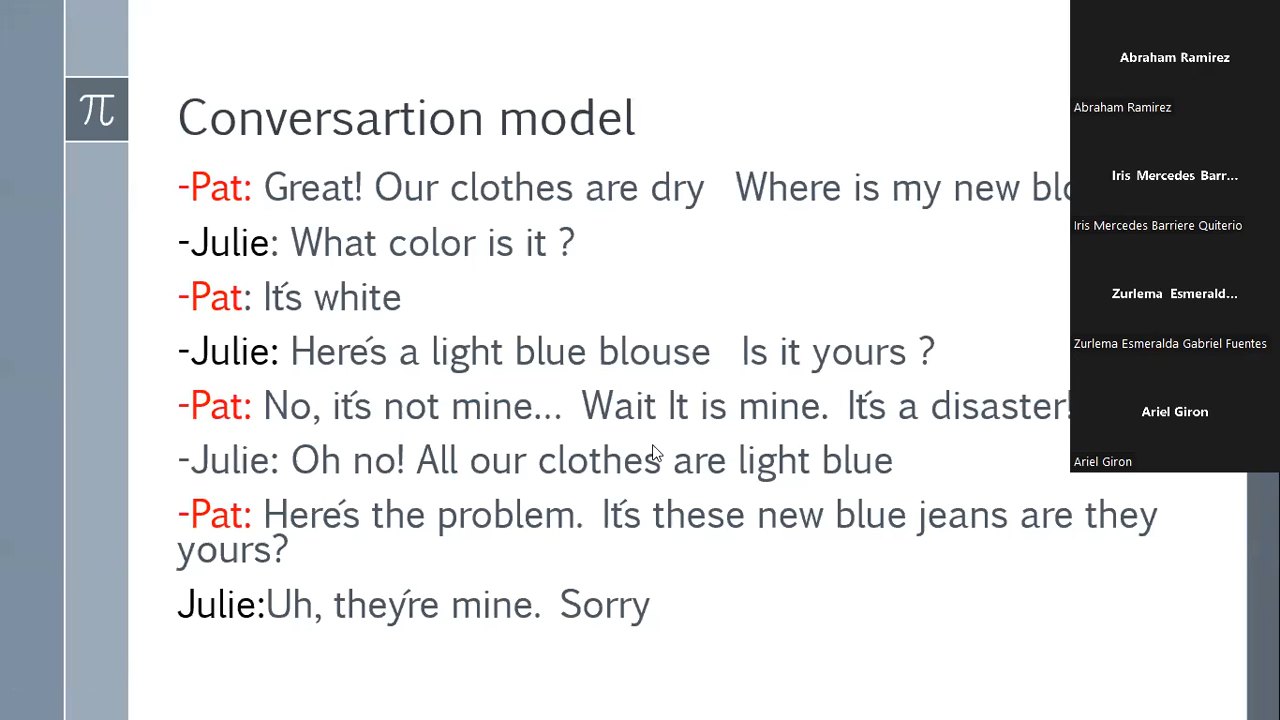 π
Conversartion model
-Pat: Great! Our clothes are dry Where is my new
-Julie: What color is it ?
-Pat: It´s white
-Julie: Here´s a light blue blouse Is it yours ?
-Pat: No, it´s not mine... Wait It is mine. It´s a disaster!
-Julie: Oh no! All our clothes are light blue
-Pat: Here´s the problem. It´s these new blue jeans are they
yours?
Julie:Uh, they´re mine. Sorry
Abraham Ramirez
Abraham Ramirez
Iris Mercedes Barr...
Iris Mercedes Barriere Quiterio
Zurlema Esmerald...
Zurlema Esmeralda Gabriel Fuentes
Ariel Giron
Ariel Giron